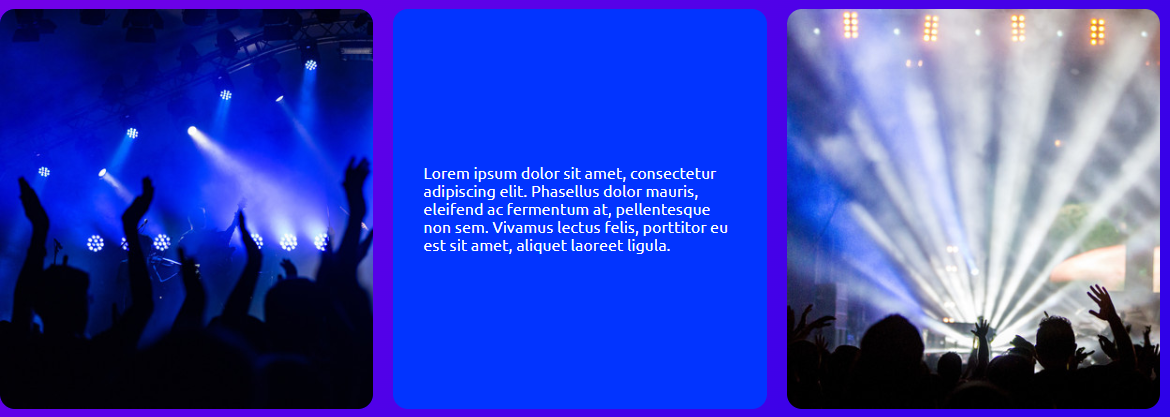 Lorem ipsum dolor sit amet, consectetur
adipiscing elit. Phasellus dolor mauris,
eleifend ac fermentum at, pellentesque
non sem. Vivamus lectus felis, porttitor eu
est sit amet, aliquet laoreet ligula.